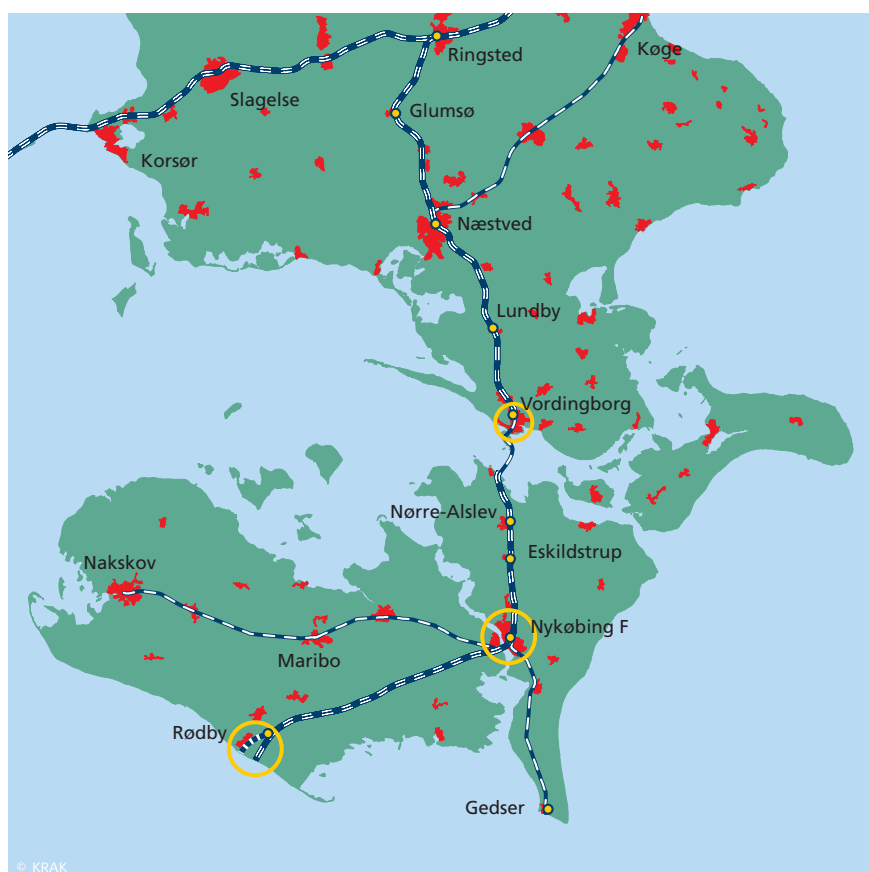 Ringsted
Køge
Slagelse
Glumsø
Korsør
Næstved
Lundby
Vordingborg
Nørre-Alslev
Eskildstrup
Nakskov
Nykøbing F
Maribo
Rødby
Gedser
© KRAK